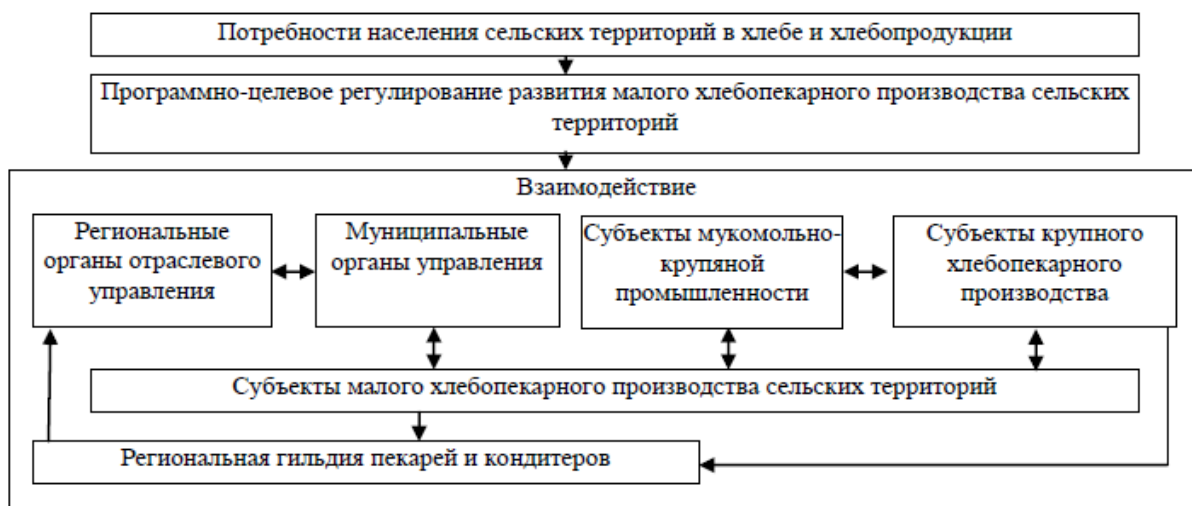 Потребности населения сельских территорий в хлебе и хлебопродукции
Программно-целевое регулирование развития малого хлебопекарного производства сельских
территорий
Взаимодействие
Региональные
органы отраслевого
управления
Муниципальные
органы управления
Субъекты мукомольно-
крупяной
промышленности
Субъекты крупного
хлебопекарного
производства
Субъекты малого хлебопекарного производства сельских территорий
Региональная гильдия пекарей и кондитеров